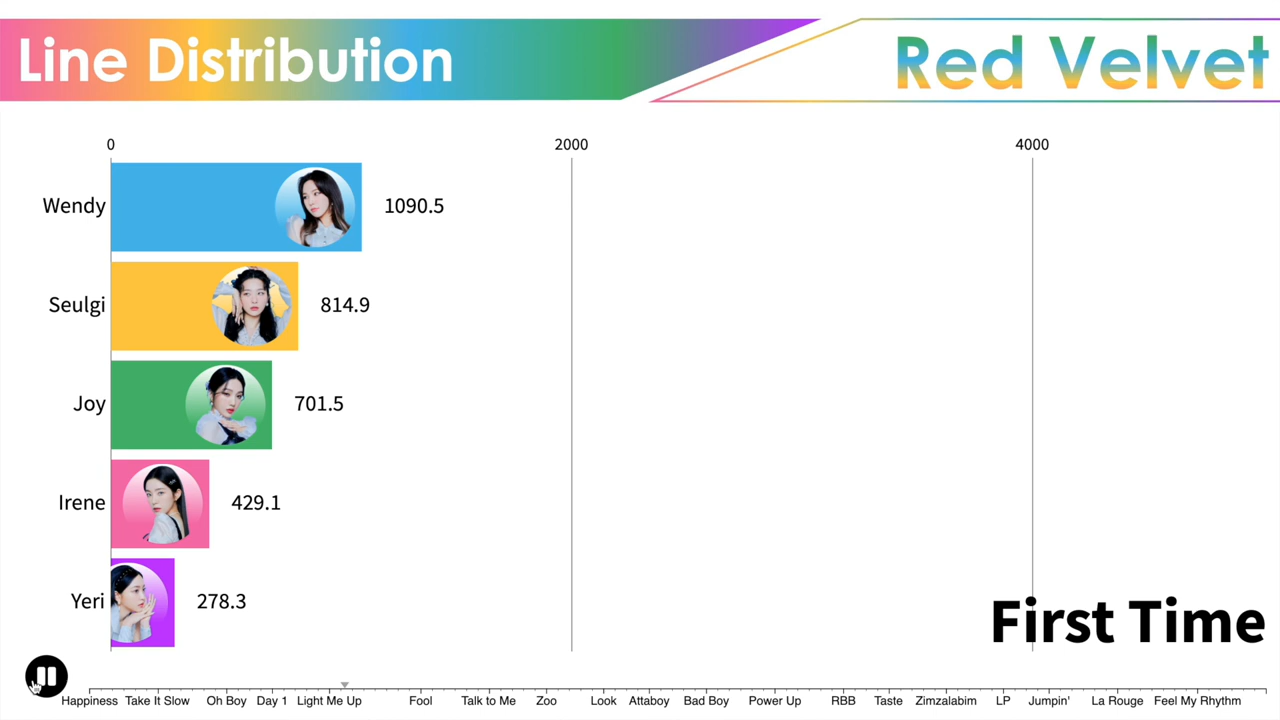 Line Distribution
Red Velvet
0 2000 4000
Wendy 1090.5
Seulgi 814.9
Joy 701.5
Irene 429.1
Yeri 278.3
First Time
Happiness Take It Slow Oh Boy Day 1 Light Me Up Fool Talk to Me Zoo Look Attaboy Bad Boy Power Up RBB Taste Zimzalabim LP Jumpin' La Rouge Feel My Rhythm